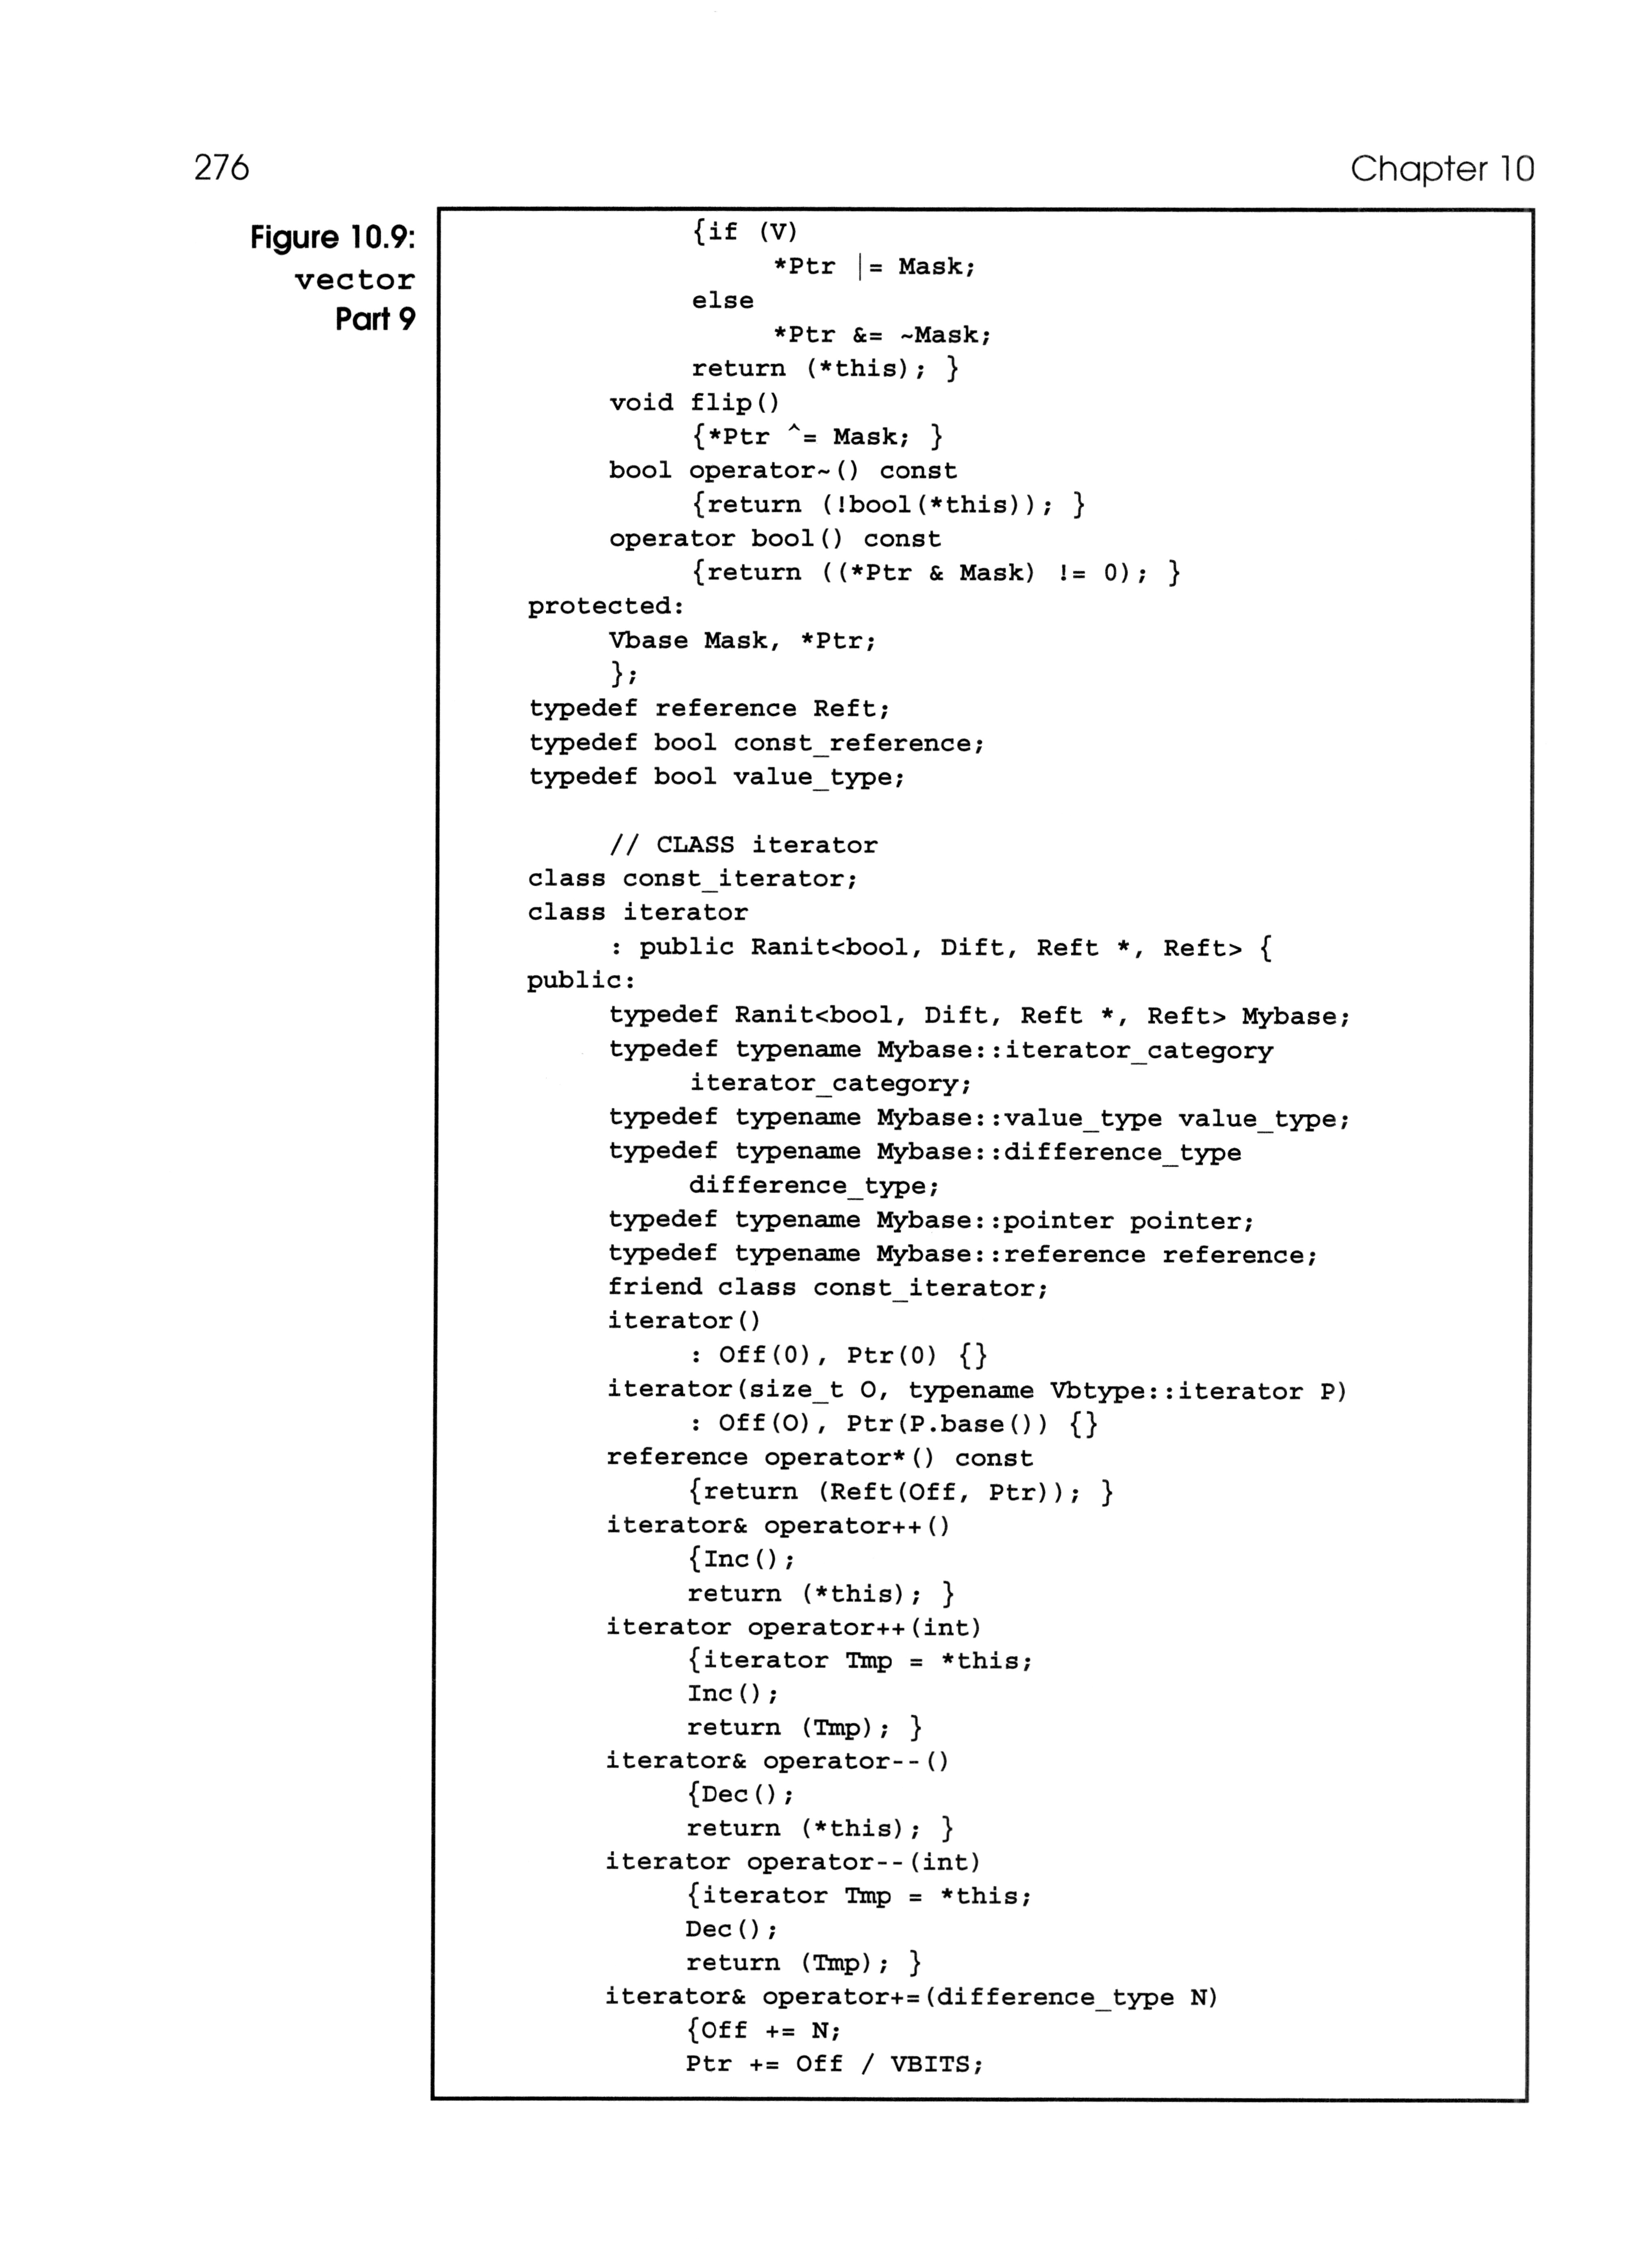 276
Chapter 10
Figure 10.9:
vector
Part 9
{if (V)
*Ptr |= Mask;
else
*Ptr &= ~Mask;
return (*this); }
void flip()
{*Ptr ^= Mask; }
bool operator~() const
{return (!bool(*this)); }
operator bool() const
{return ((*Ptr & Mask) != 0); }
protected:
Vbase Mask, *Ptr;
};
typedef reference Reft;
typedef bool const_reference;
typedef bool value_type;
// CLASS iterator
class const_iterator;
class iterator
: public Ranit<bool, Dift, Reft *, Reft> {
public:
typedef Ranit<bool, Dift, Reft *, Reft> Mybase;
typedef typename Mybase::iterator_category
iterator_category;
typedef typename Mybase::value_type value_type;
typedef typename Mybase::difference_type
difference_type;
typedef typename Mybase::pointer pointer;
typedef typename Mybase::reference reference;
friend class const_iterator;
iterator()
: Off(0), Ptr(0) {}
iterator(size_t O, typename Vbtype::iterator P)
: Off(O), Ptr(P.base()) {}
reference operator*() const
{return (Reft(Off, Ptr)); }
iterator& operator++()
{Inc();
return (*this); }
iterator operator++(int)
{iterator Tmp = *this;
Inc();
return (Tmp); }
iterator& operator--()
{Dec();
return (*this); }
iterator operator--(int)
{iterator Tmp = *this;
Dec();
return (Tmp); }
iterator& operator+=(difference_type N)
{Off += N;
Ptr += Off / VBITS;